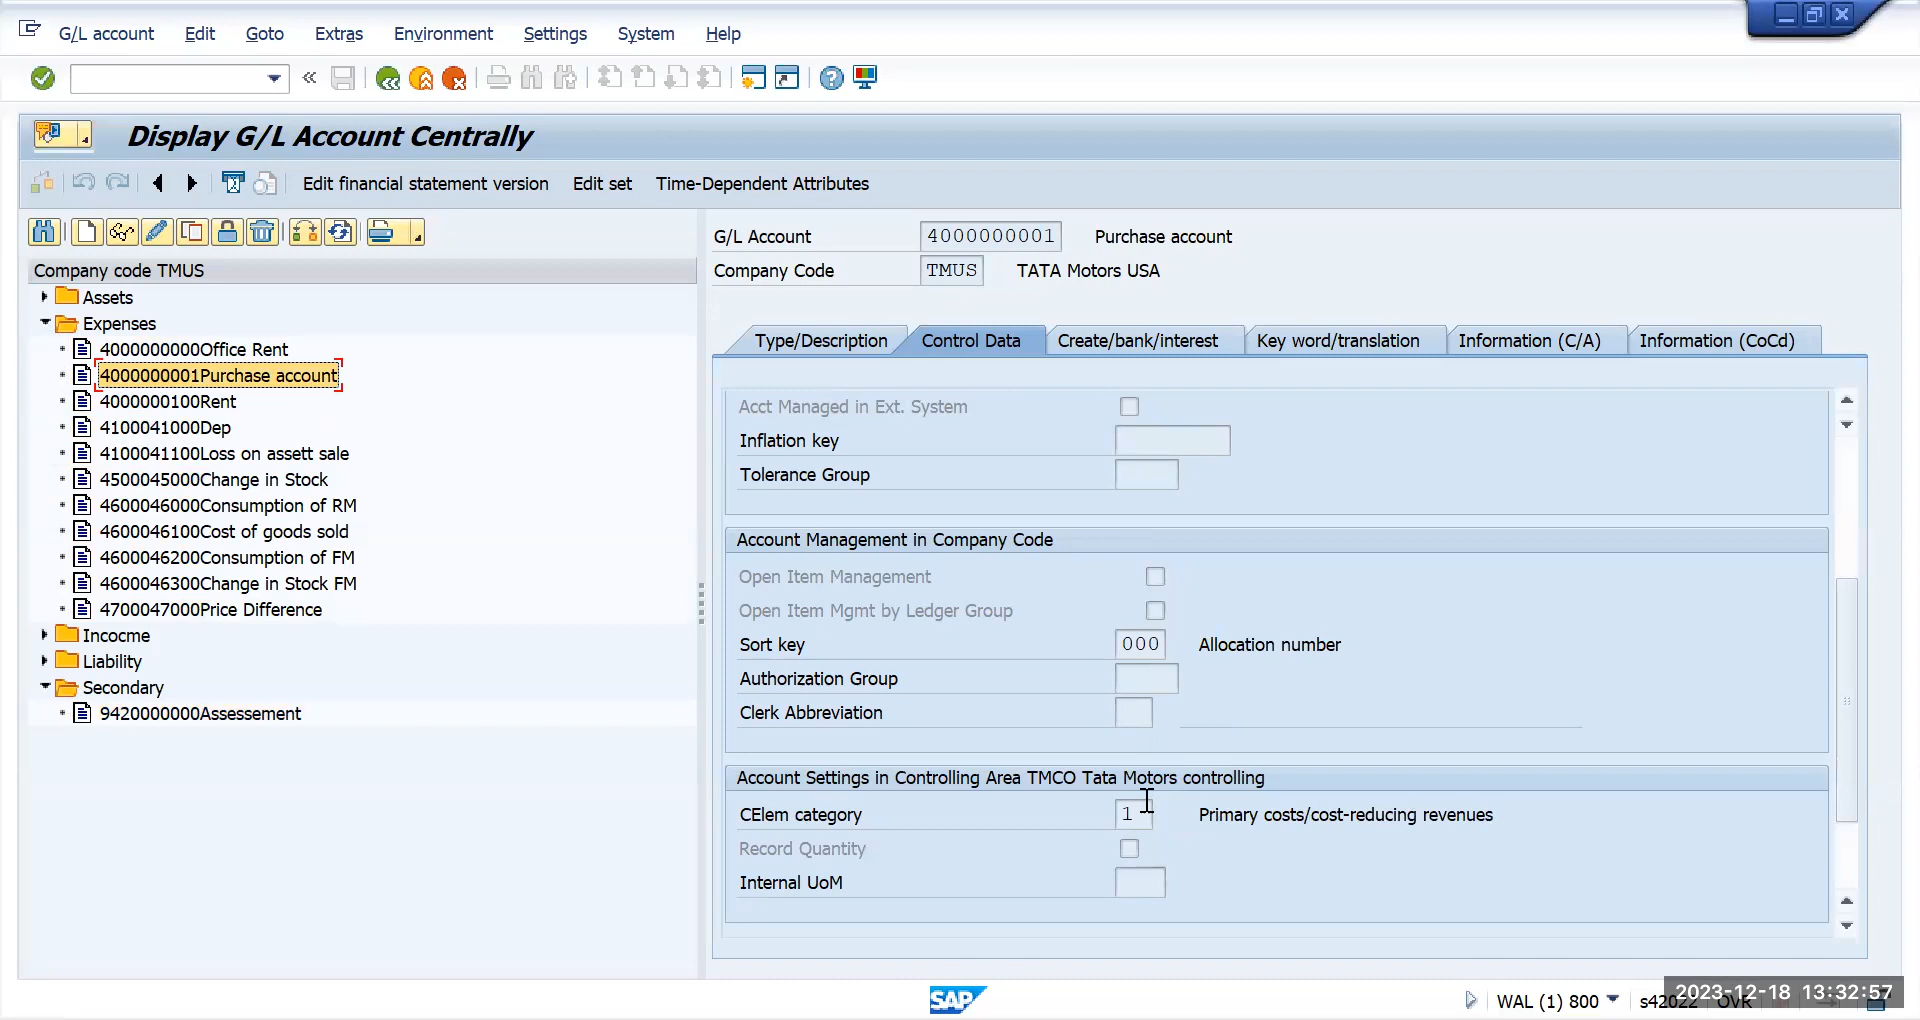 G/L account Edit Goto Extras Environment Settings System Help
Display G/L Account Centrally
Edit financial statement version Edit set Time-Dependent Attributes
Company code TMUS
Assets
Expenses
4000000000Office Rent
4000000001Purchase account
4000000100Rent
4100041000Dep
4100041100Loss on assett sale
4500045000Change in Stock
4600046000Consumption of RM
4600046100Cost of goods sold
4600046200Consumption of FM
4600046300Change in Stock FM
4700047000Price Difference
Incocme
Liability
Secondary
9420000000Assessement
G/L Account 4000000001 Purchase account
Company Code TMUS TATA Motors USA
Type/Description Control Data Create/bank/interest Key word/translation Information (C/A) Information (CoCd)
Acct Managed in Ext. System
Inflation key
Tolerance Group
Account Management in Company Code
Open Item Management
Open Item Mgmt by Ledger Group
Sort key 000 Allocation number
Authorization Group
Clerk Abbreviation
Account Settings in Controlling Area TMCO Tata Motors controlling
CElem category 1 Primary costs/cost-reducing revenues
Record Quantity
Internal UoM
SAP
WAL (1) 800 s42022 OVR
2023-12-18 13:32:57